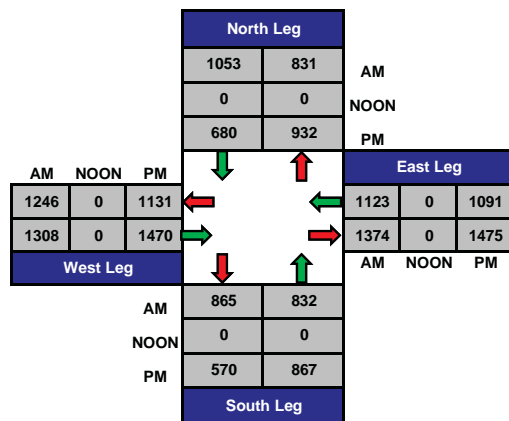 North Leg
1053 831
AM
0 0
NOON
680 932
PM
East Leg
AM NOON PM
1246 0 1131
1123 0 1091
1308 0 1470
1374 0 1475
West Leg
AM NOON PM
AM
865 832
NOON
0 0
PM
570 867
South Leg